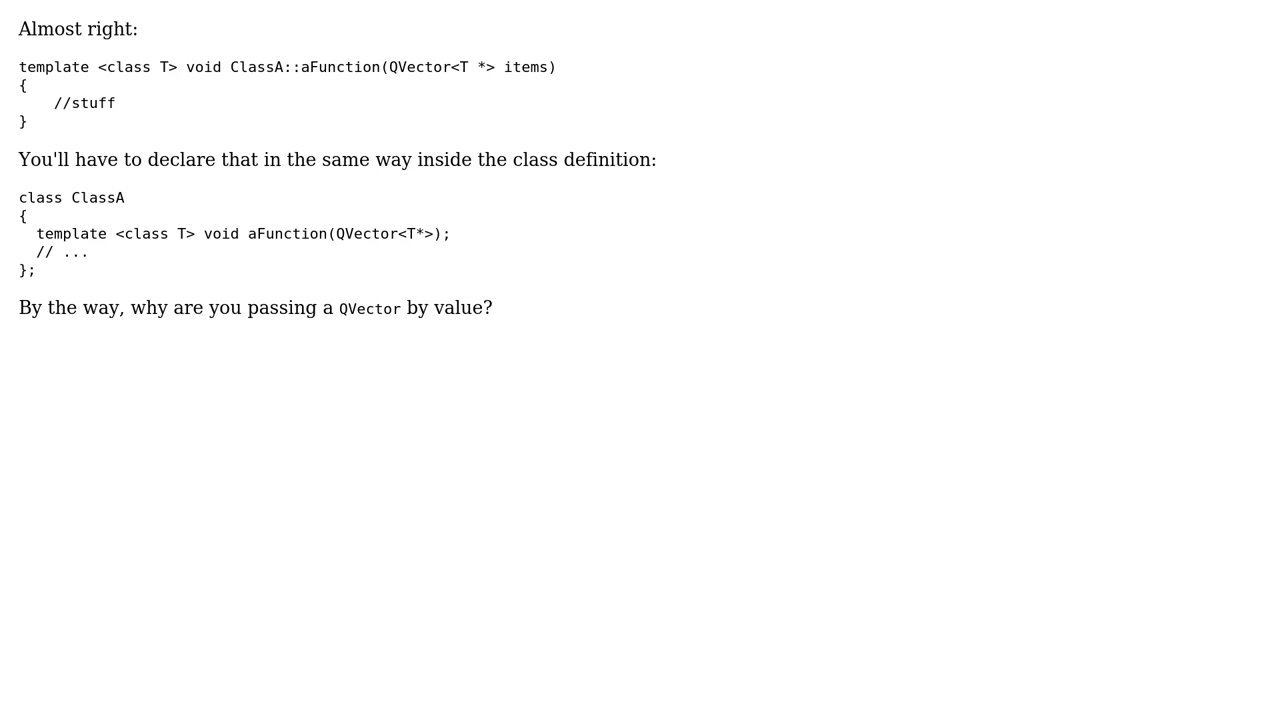 Almost right:
template <class T> void ClassA::aFunction(QVector<T *> items)
{
    //stuff
}
You'll have to declare that in the same way inside the class definition:
class ClassA
{
  template <class T> void aFunction(QVector<T*>);
  // ...
};
By the way, why are you passing a QVector by value?